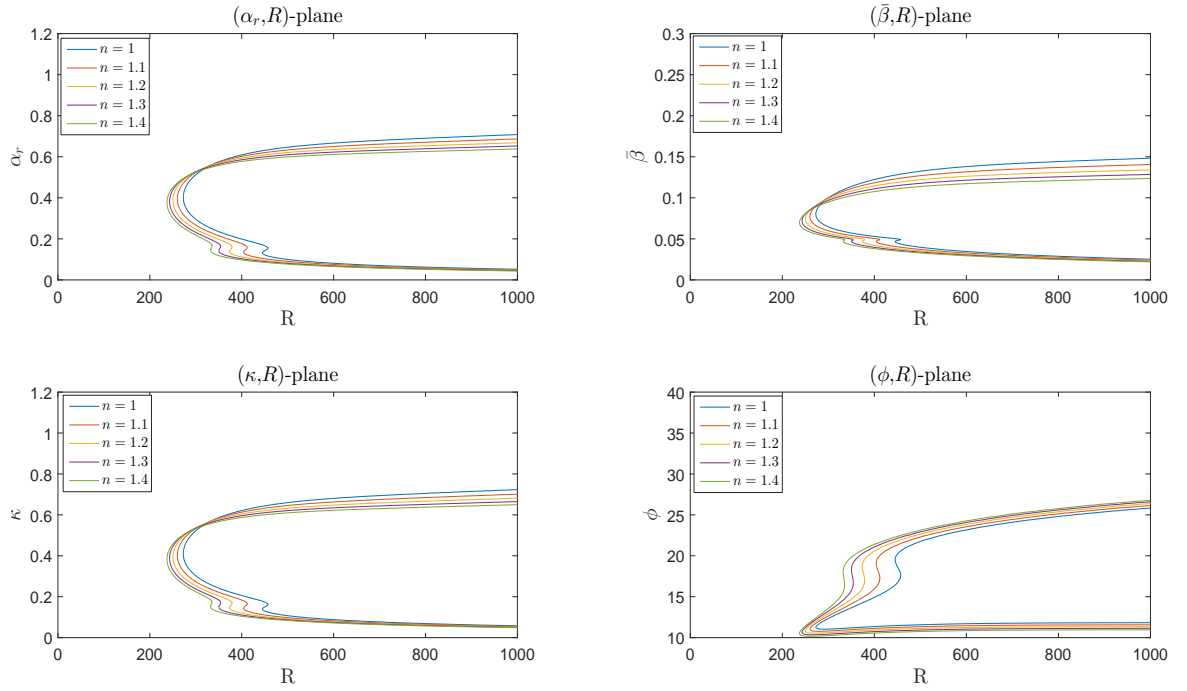 (α_r,R)-plane
1.2
1
0.8
0.6
0.4
0.2
0
α_r
n = 1
n = 1.1
n = 1.2
n = 1.3
n = 1.4
0 200 400 600 800 1000
R
(β̄,R)-plane
0.3
0.25
0.2
0.15
0.1
0.05
0
β̄
n = 1
n = 1.1
n = 1.2
n = 1.3
n = 1.4
0 200 400 600 800 1000
R
(κ,R)-plane
1.2
1
0.8
0.6
0.4
0.2
0
κ
n = 1
n = 1.1
n = 1.2
n = 1.3
n = 1.4
0 200 400 600 800 1000
R
(ϕ,R)-plane
40
35
30
25
20
15
10
ϕ
n = 1
n = 1.1
n = 1.2
n = 1.3
n = 1.4
0 200 400 600 800 1000
R